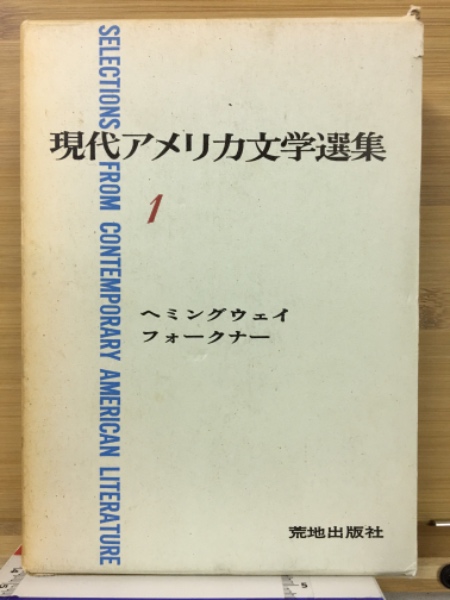 SELECTIONS FROM CONTEMPORARY AMERICAN LITERATURE
現代アメリカ文学選集
1
ヘミングウェイ
フォークナー
荒地出版社